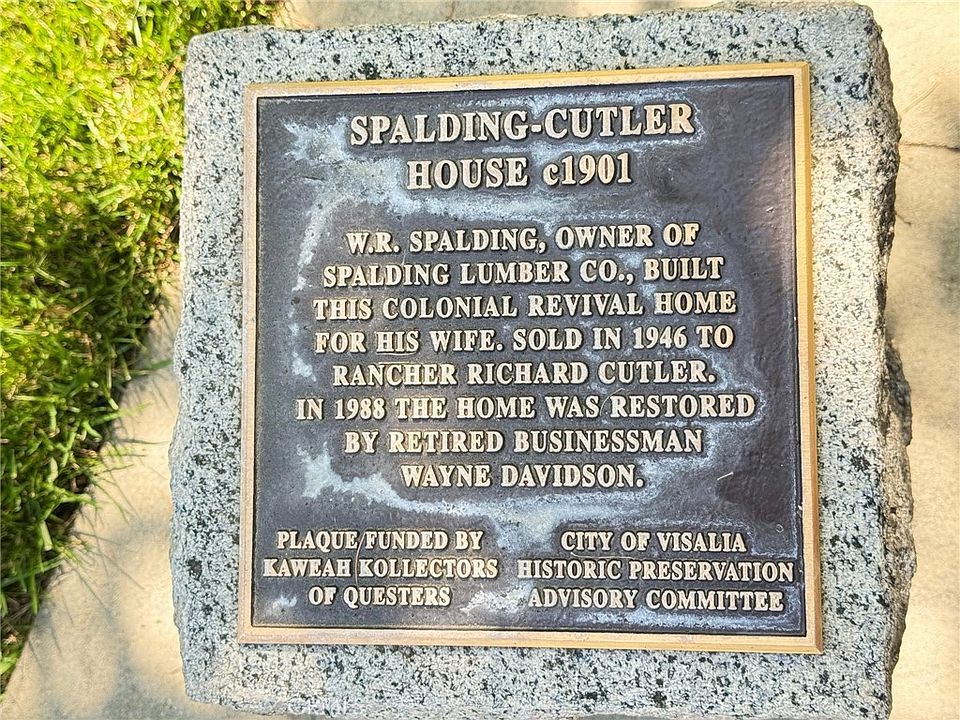 SPALDING-CUTLER
HOUSE c1901
W.R. SPALDING, OWNER OF
SPALDING LUMBER CO., BUILT
THIS COLONIAL REVIVAL HOME
FOR HIS WIFE. SOLD IN 1946 TO
RANCHER RICHARD CUTLER.
IN 1988 THE HOME WAS RESTORED
BY RETIRED BUSINESSMAN
WAYNE DAVIDSON.
PLAQUE FUNDED BY
KAWEAH KOLLECTORS
OF QUESTERS
CITY OF VISALIA
HISTORIC PRESERVATION
ADVISORY COMMITTEE